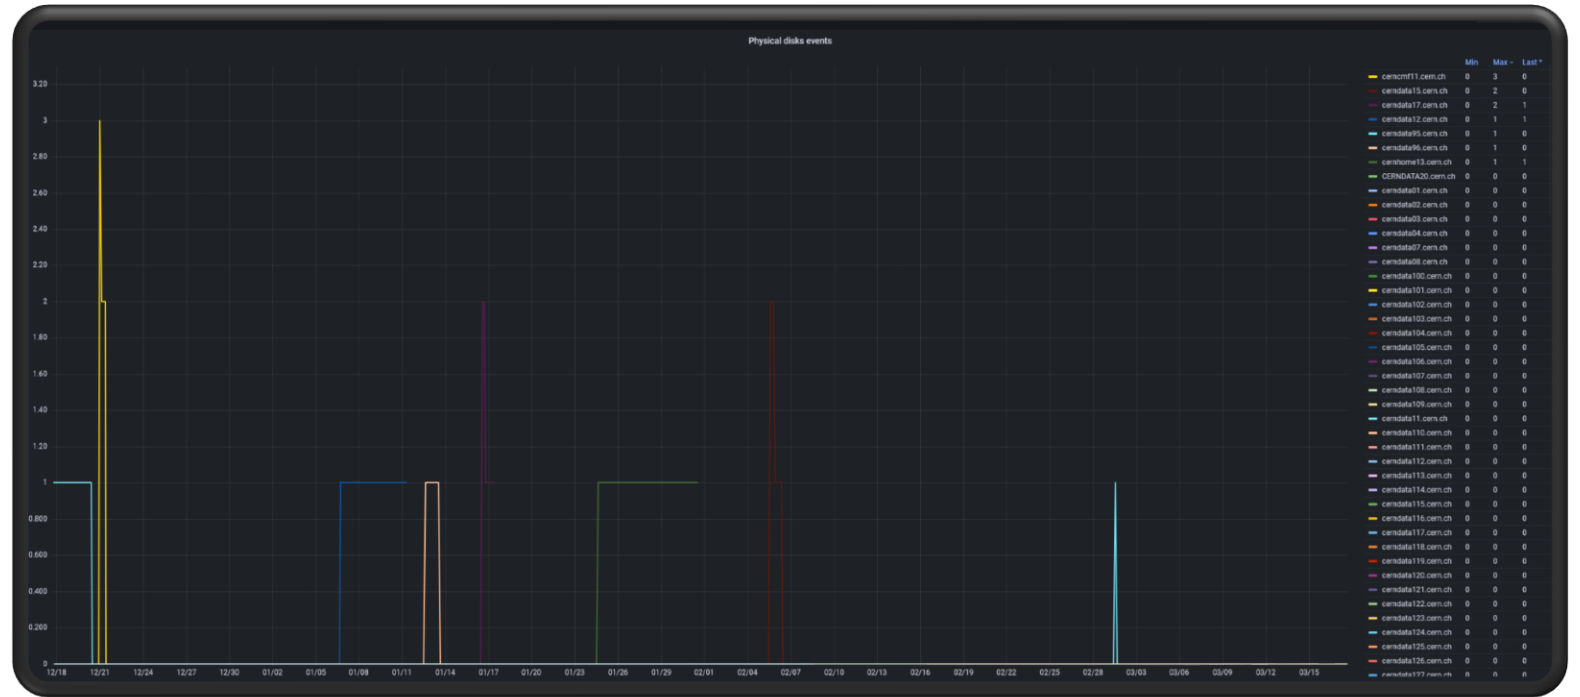 Physical disks events
Min Max Last *
cerncmf11.cern.ch 0 3 0
cerndata15.cern.ch 0 2 0
cerndata17.cern.ch 0 2 1
cerndata12.cern.ch 0 1 1
cerndata95.cern.ch 0 1 0
cerndata96.cern.ch 0 1 0
cernhome13.cern.ch 0 1 1
CERNDATA20.cern.ch 0 0 0
cerndata01.cern.ch 0 0 0
cerndata02.cern.ch 0 0 0
cerndata03.cern.ch 0 0 0
cerndata04.cern.ch 0 0 0
cerndata07.cern.ch 0 0 0
cerndata08.cern.ch 0 0 0
cerndata100.cern.ch 0 0 0
cerndata101.cern.ch 0 0 0
cerndata102.cern.ch 0 0 0
cerndata103.cern.ch 0 0 0
cerndata104.cern.ch 0 0 0
cerndata105.cern.ch 0 0 0
cerndata106.cern.ch 0 0 0
cerndata107.cern.ch 0 0 0
cerndata108.cern.ch 0 0 0
cerndata109.cern.ch 0 0 0
cerndata11.cern.ch 0 0 0
cerndata110.cern.ch 0 0 0
cerndata111.cern.ch 0 0 0
cerndata112.cern.ch 0 0 0
cerndata113.cern.ch 0 0 0
cerndata114.cern.ch 0 0 0
cerndata115.cern.ch 0 0 0
cerndata116.cern.ch 0 0 0
cerndata117.cern.ch 0 0 0
cerndata118.cern.ch 0 0 0
cerndata119.cern.ch 0 0 0
cerndata120.cern.ch 0 0 0
cerndata121.cern.ch 0 0 0
cerndata122.cern.ch 0 0 0
cerndata123.cern.ch 0 0 0
cerndata124.cern.ch 0 0 0
cerndata125.cern.ch 0 0 0
cerndata126.cern.ch 0 0 0
cerndata127.cern.ch 0 0 0
3.20
3
2.80
2.60
2.40
2.20
2
1.80
1.60
1.40
1.20
1
0.800
0.600
0.400
0.200
0
12/18 12/21 12/24 12/27 12/30 01/02 01/05 01/08 01/11 01/14 01/17 01/20 01/23 01/26 01/29 02/01 02/04 02/07 02/10 02/13 02/16 02/19 02/22 02/25 02/28 03/03 03/06 03/09 03/12 03/15